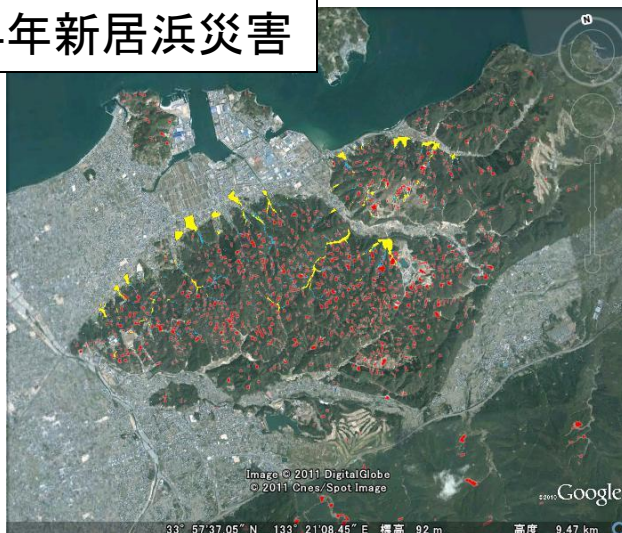 年新居浜災害
N
Image © 2011 DigitalGlobe
© 2011 Cnes/Spot Image
©2010 Google
33° 57'37.05" N 133° 21'08.45" E 標高 92 m 高度 9.47 km